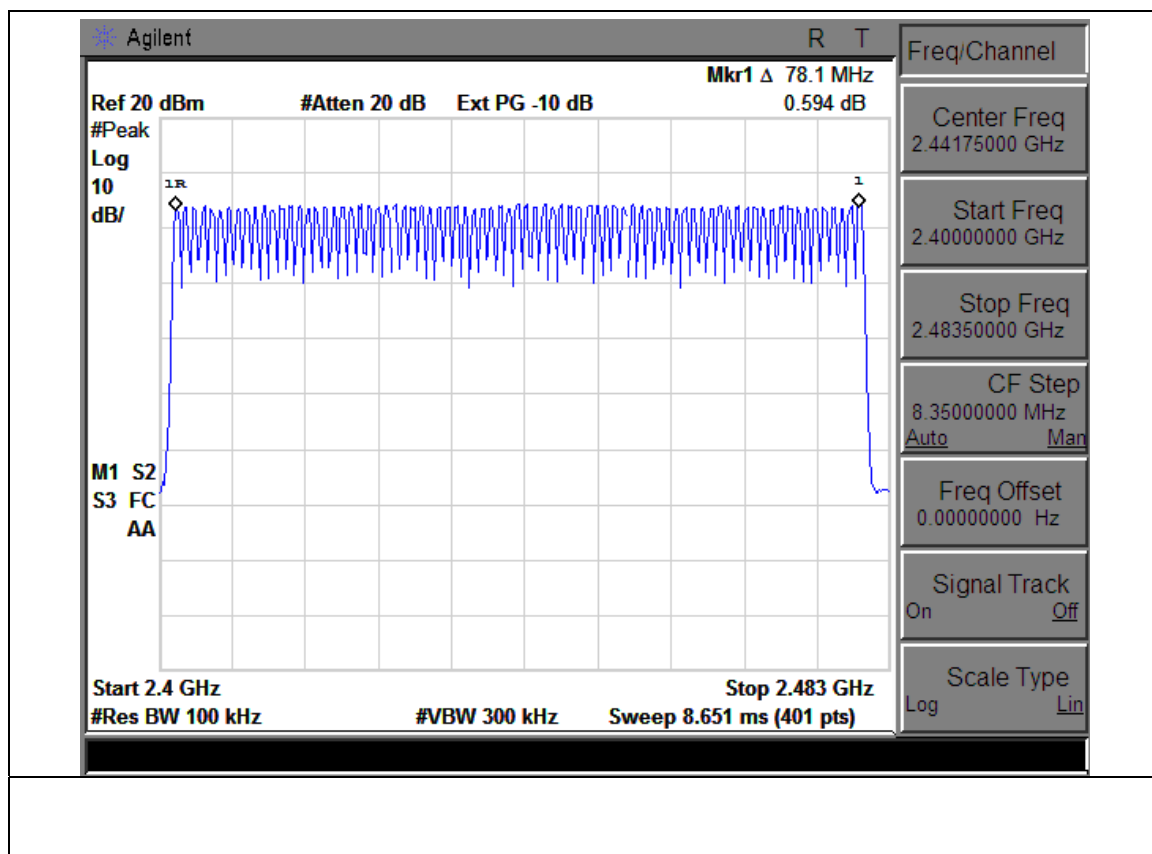 Agilent R T
Mkr1 Δ 78.1 MHz
Ref 20 dBm #Atten 20 dB Ext PG -10 dB 0.594 dB
#Peak
Log
10
dB/
1R
1
M1 S2
S3 FC
AA
Start 2.4 GHz Stop 2.483 GHz
#Res BW 100 kHz #VBW 300 kHz Sweep 8.651 ms (401 pts)
Freq/Channel
Center Freq
2.44175000 GHz
Start Freq
2.40000000 GHz
Stop Freq
2.48350000 GHz
CF Step
8.35000000 MHz
Auto Man
Freq Offset
0.00000000 Hz
Signal Track
On Off
Scale Type
Log Lin